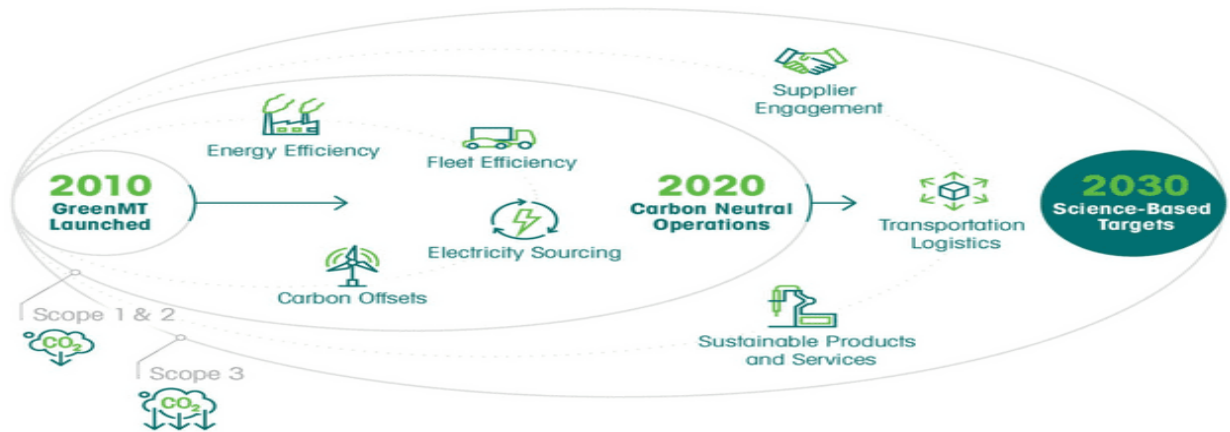 Supplier
Engagement
Energy Efficiency
Fleet Efficiency
2010
GreenMT
Launched
2020
Carbon Neutral
Operations
2030
Science-Based
Targets
Transportation
Logistics
Electricity Sourcing
Carbon Offsets
Scope 1 & 2
CO₂
Sustainable Products
and Services
Scope 3
CO₂